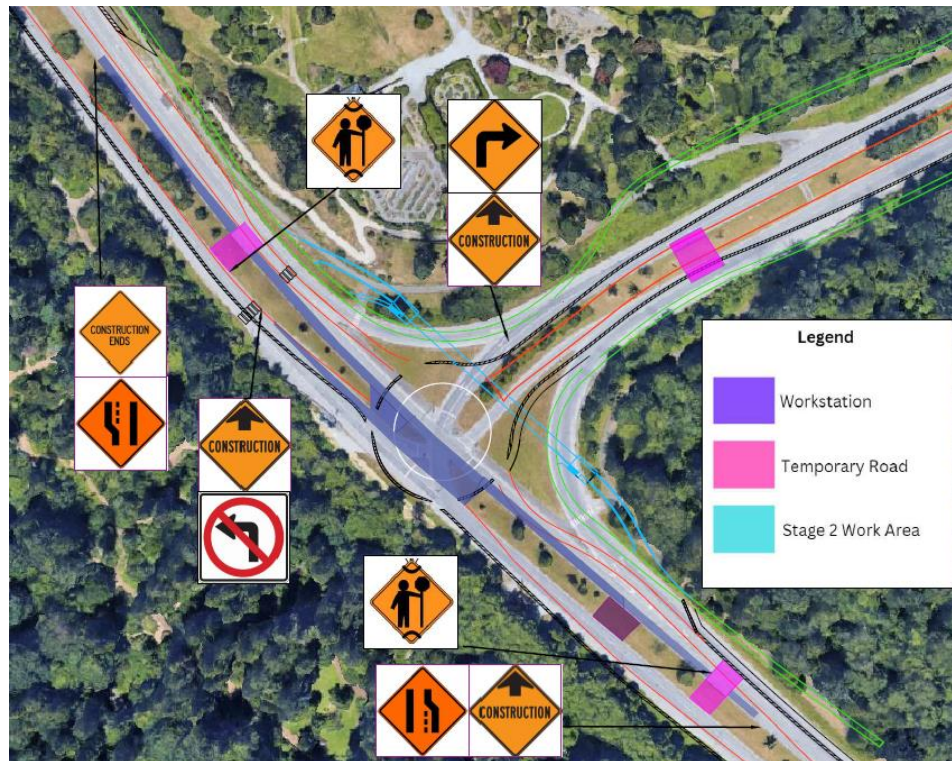 CONSTRUCTION
CONSTRUCTION
ENDS
CONSTRUCTION
CONSTRUCTION
Legend
Workstation
Temporary Road
Stage 2 Work Area